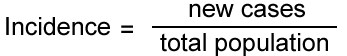 Incidence = new cases
total population